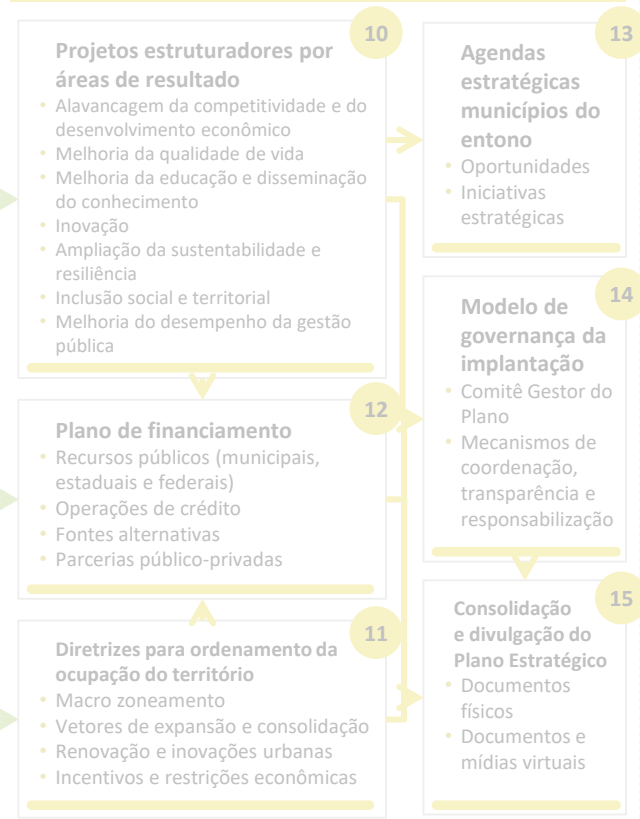 10
Projetos estruturadores por
áreas de resultado
• Alavancagem da competitividade e do
desenvolvimento econômico
• Melhoria da qualidade de vida
• Melhoria da educação e disseminação
do conhecimento
• Inovação
• Ampliação da sustentabilidade e
resiliência
• Inclusão social e territorial
• Melhoria do desempenho da gestão
pública
12
Plano de financiamento
• Recursos públicos (municipais,
estaduais e federais)
• Operações de crédito
• Fontes alternativas
• Parcerias público-privadas
11
Diretrizes para ordenamento da
ocupação do território
• Macro zoneamento
• Vetores de expansão e consolidação
• Renovação e inovações urbanas
• Incentivos e restrições econômicas
13
Agendas
estratégicas
municípios do
entono
• Oportunidades
• Iniciativas
estratégicas
14
Modelo de
governança da
implantação
• Comitê Gestor do
Plano
• Mecanismos de
coordenação,
transparência e
responsabilização
15
Consolidação
e divulgação do
Plano Estratégico
• Documentos
físicos
• Documentos e
mídias virtuais